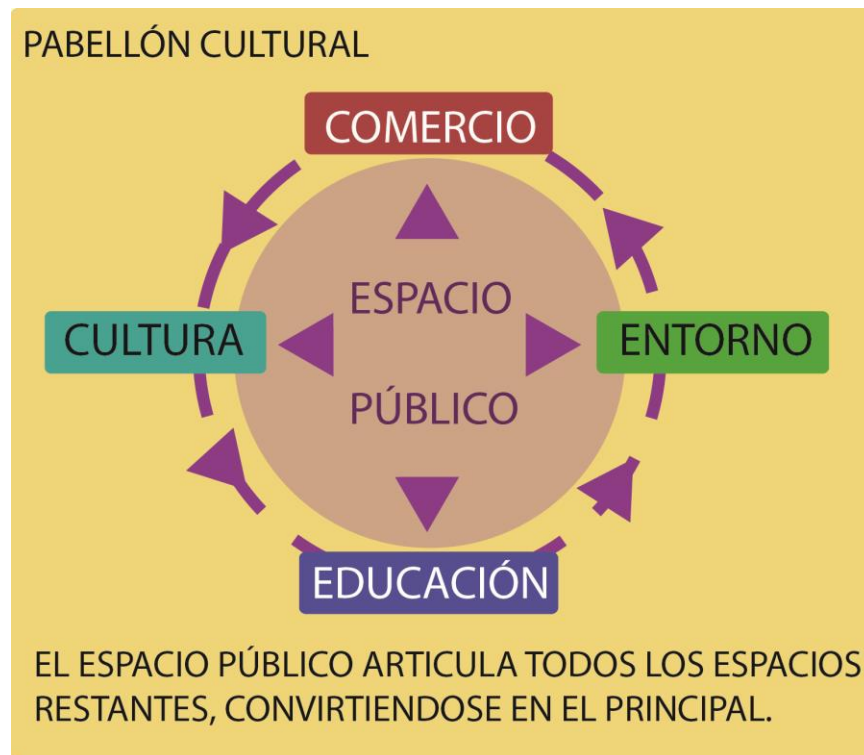 PABELLÓN CULTURAL
COMERCIO
ESPACIO
CULTURA
ENTORNO
PÚBLICO
EDUCACIÓN
EL ESPACIO PÚBLICO ARTICULA TODOS LOS ESPACIOS
RESTANTES, CONVIRTIENDOSE EN EL PRINCIPAL.